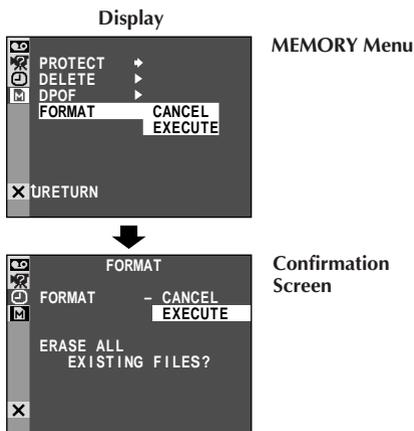 Display
MEMORY Menu
PROTECT
DELETE
DPOF
FORMAT CANCEL
EXECUTE
RETURN
Confirmation
Screen
FORMAT
FORMAT – CANCEL
EXECUTE
ERASE ALL
EXISTING FILES?